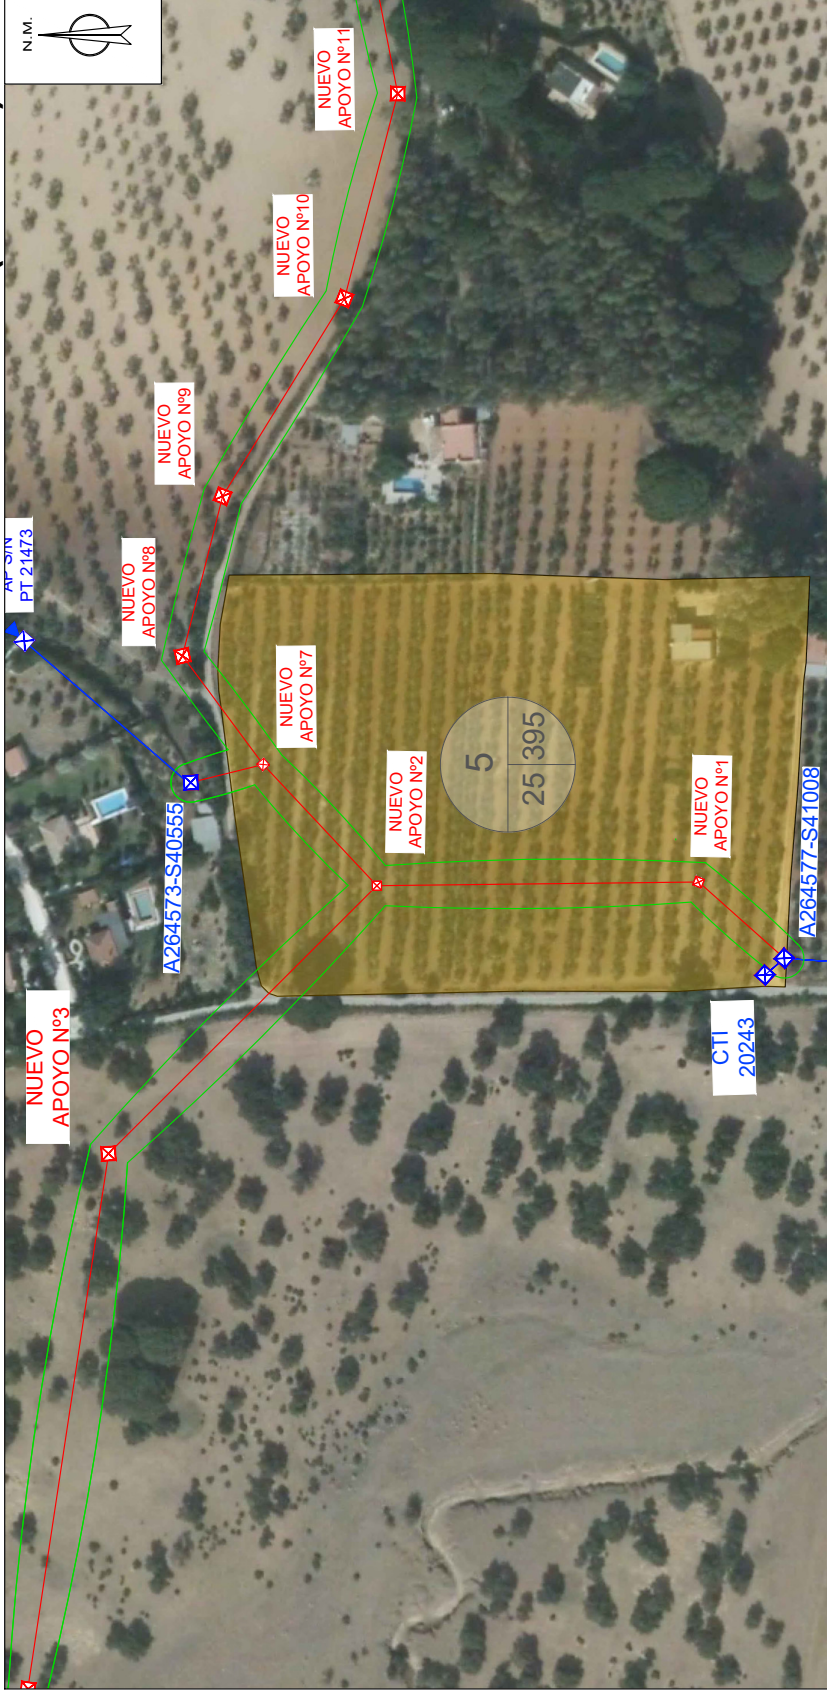 N.M.
NUEVO
APOYO Nº11
NUEVO
APOYO Nº10
NUEVO
APOYO Nº9
PT 21473
NUEVO
APOYO Nº8
NUEVO
APOYO Nº7
A264573-S40555
NUEVO
APOYO Nº2
5
25
395
NUEVO
APOYO Nº1
A264577-S41008
NUEVO
APOYO Nº3
CTI
20243